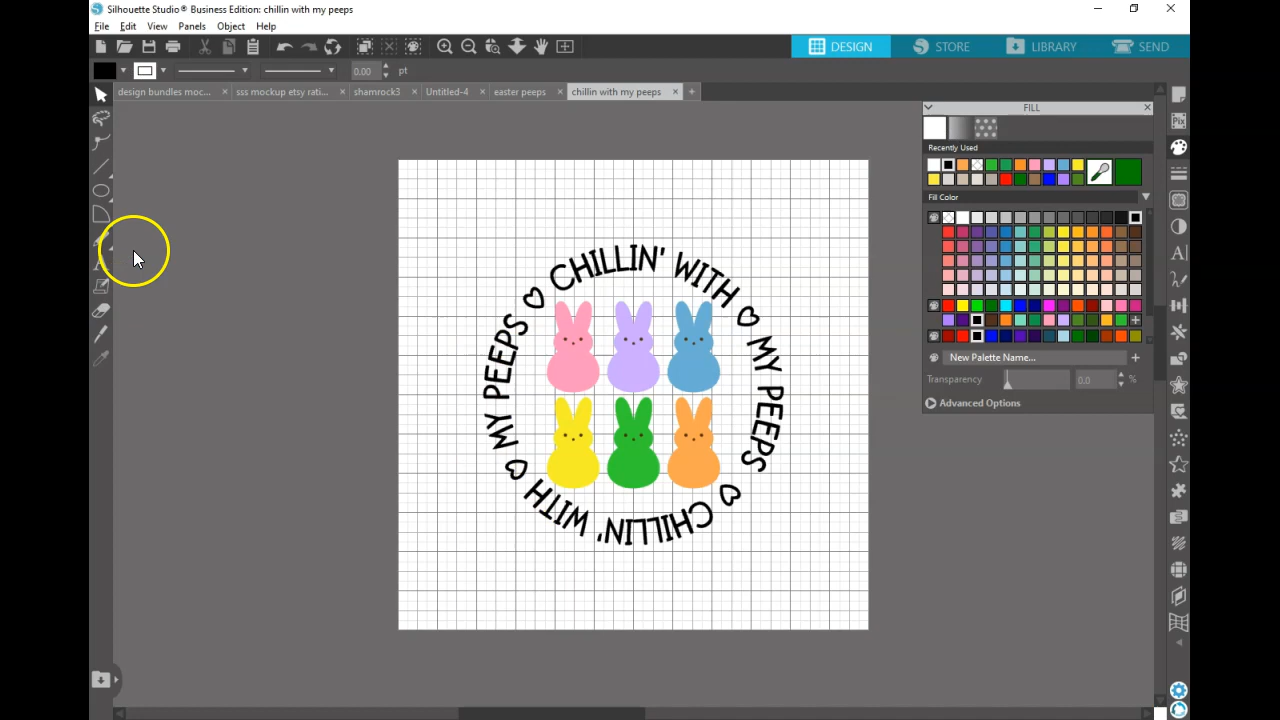 Silhouette Studio® Business Edition: chillin with my peeps
File Edit View Panels Object Help
DESIGN STORE LIBRARY SEND
0.00 pt
design bundles moc... sss mockup etsy rati... shamrock3 Untitled-4 easter peeps chillin with my peeps
FILL
Recently Used
Fill Color
New Palette Name...
Transparency 0.0 %
Advanced Options
CHILLIN' WITH ♡ MY PEEPS ♡ CHILLIN' WITH ♡ MY PEEPS ♡